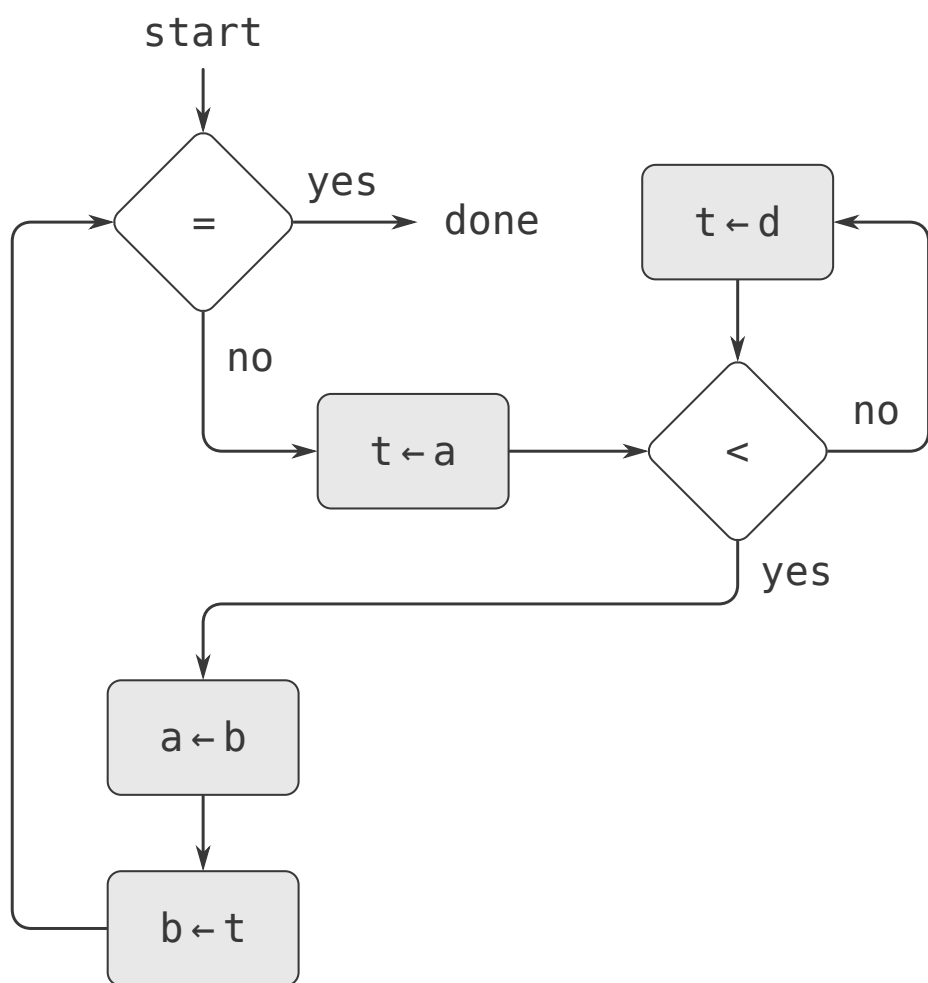 start
yes
=
done
t←d
no
no
t←a
<
yes
a←b
b←t